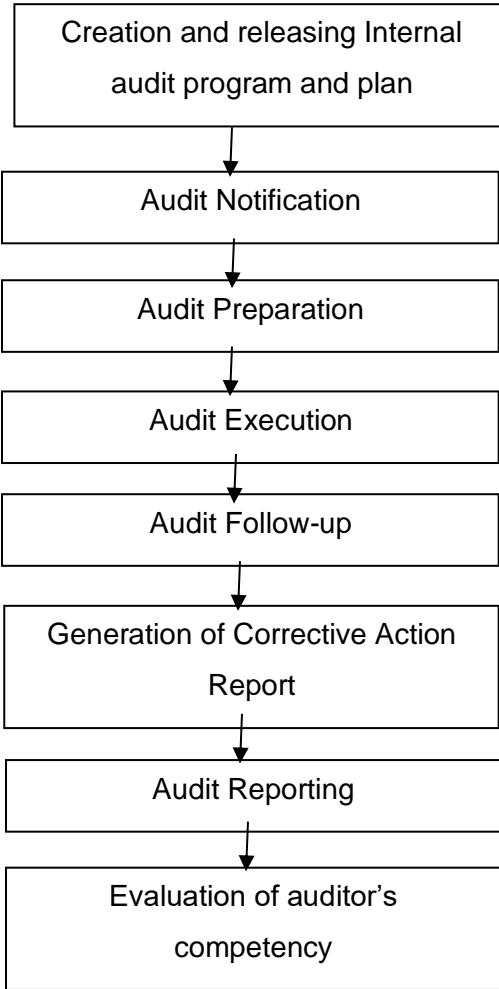 Creation and releasing Internal
audit program and plan
Audit Notification
Audit Preparation
Audit Execution
Audit Follow-up
Generation of Corrective Action
Report
Audit Reporting
Evaluation of auditor’s
competency